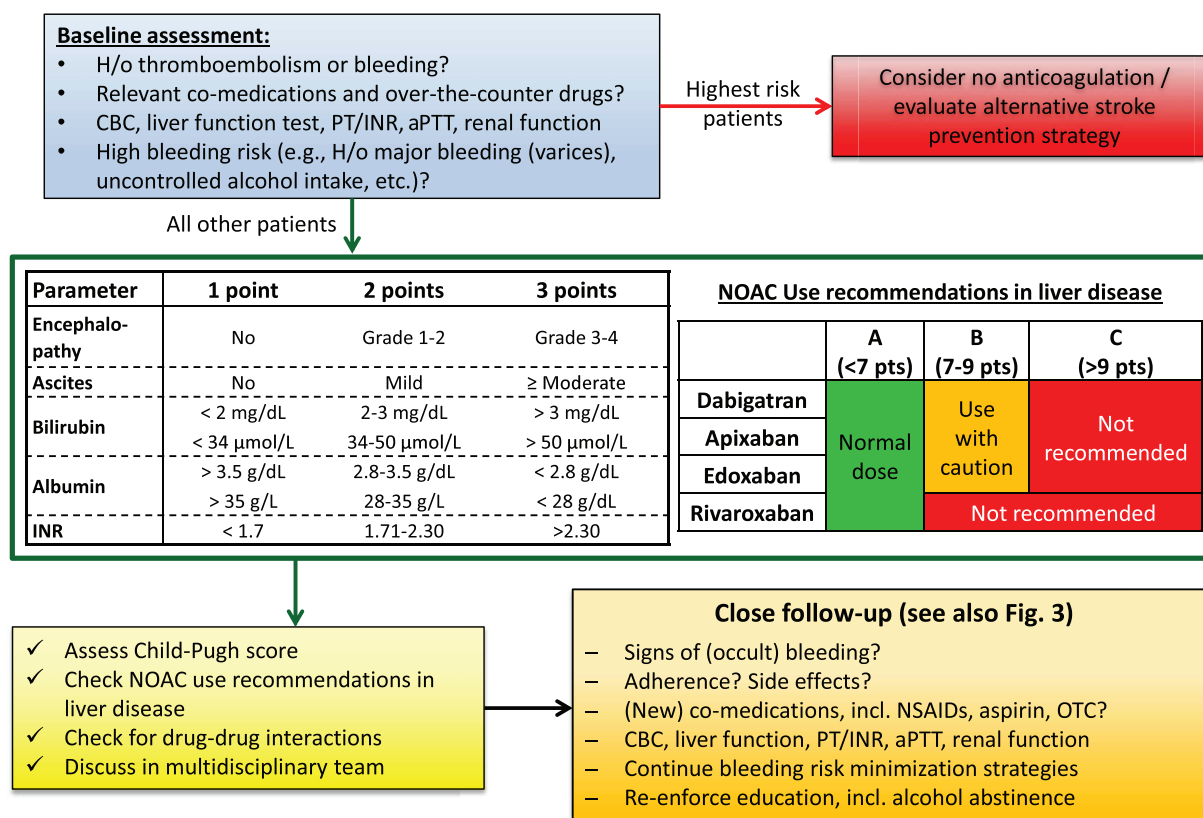 Baseline assessment:
• H/o thromboembolism or bleeding?
• Relevant co-medications and over-the-counter drugs?
• CBC, liver function test, PT/INR, aPTT, renal function
• High bleeding risk (e.g., H/o major bleeding (varices),
uncontrolled alcohol intake, etc.)?
Highest risk
patients
Consider no anticoagulation /
evaluate alternative stroke
prevention strategy
All other patients
Parameter 1 point 2 points 3 points
Encephalo-
pathy No Grade 1-2 Grade 3-4
Ascites No Mild ≥ Moderate
Bilirubin < 2 mg/dL 2-3 mg/dL > 3 mg/dL
< 34 µmol/L 34-50 µmol/L > 50 µmol/L
Albumin > 3.5 g/dL 2.8-3.5 g/dL < 2.8 g/dL
> 35 g/L 28-35 g/L < 28 g/dL
INR < 1.7 1.71-2.30 >2.30
NOAC Use recommendations in liver disease
A B C
(<7 pts) (7-9 pts) (>9 pts)
Dabigatran
Apixaban
Edoxaban
Rivaroxaban
Normal
dose
Use
with
caution
Not
recommended
Not recommended
✓ Assess Child-Pugh score
✓ Check NOAC use recommendations in
liver disease
✓ Check for drug-drug interactions
✓ Discuss in multidisciplinary team
Close follow-up (see also Fig. 3)
– Signs of (occult) bleeding?
– Adherence? Side effects?
– (New) co-medications, incl. NSAIDs, aspirin, OTC?
– CBC, liver function, PT/INR, aPTT, renal function
– Continue bleeding risk minimization strategies
– Re-enforce education, incl. alcohol abstinence